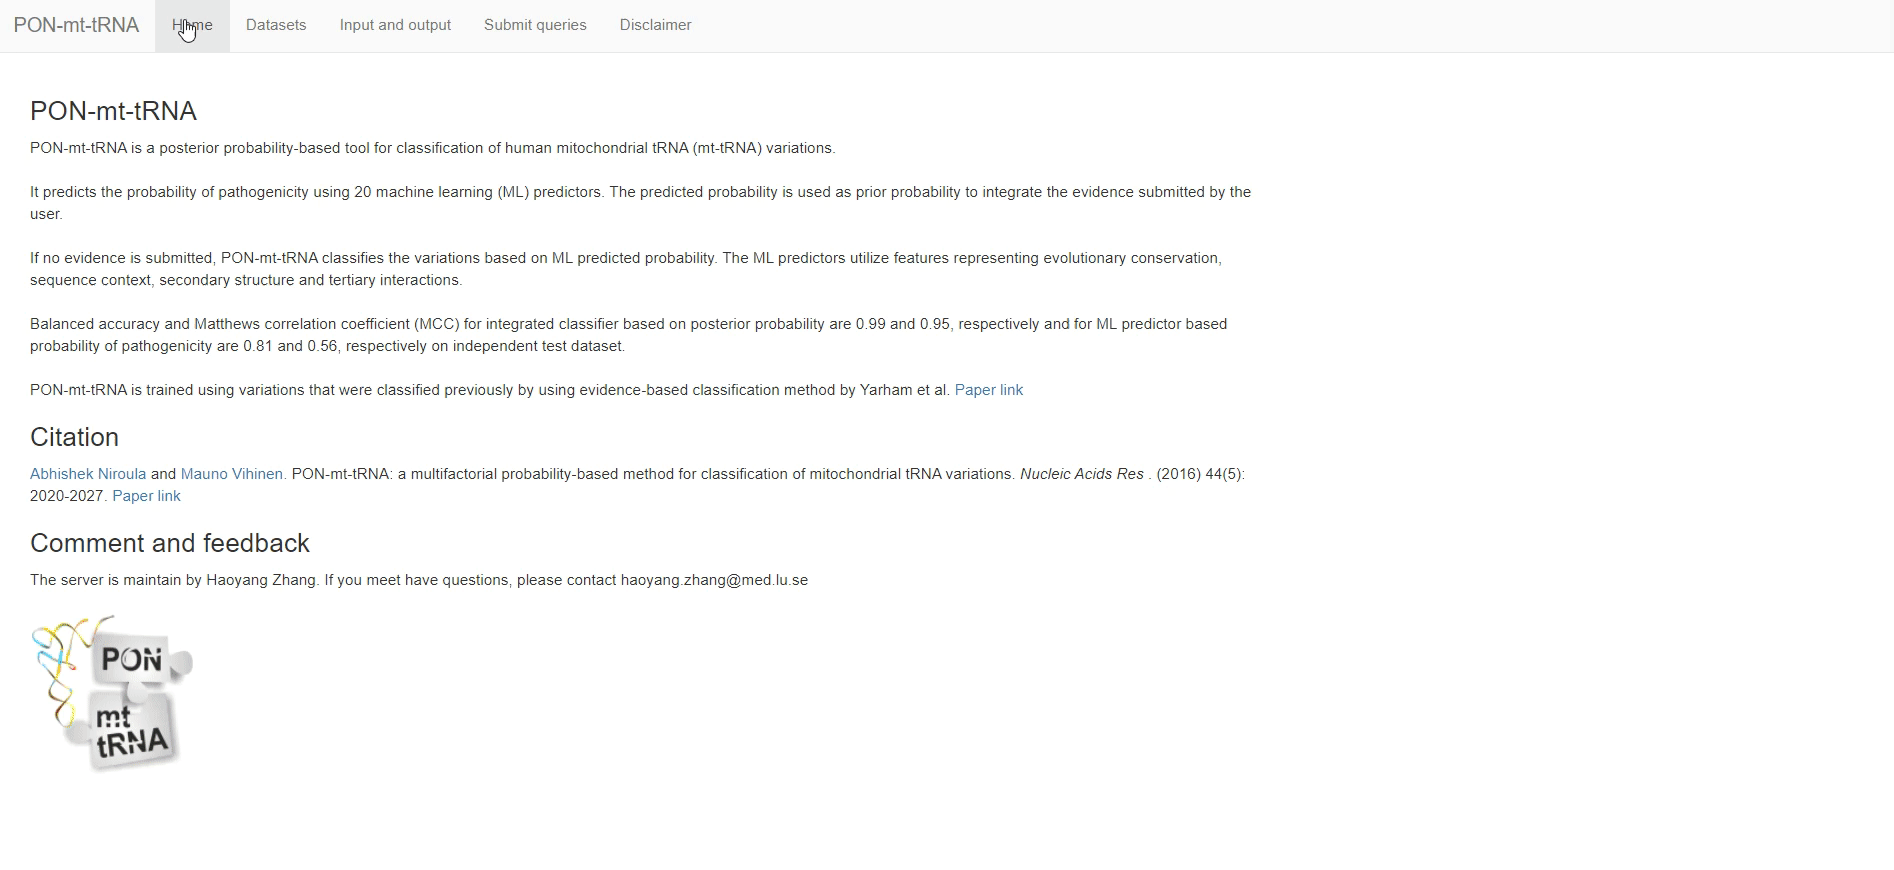 PON-mt-tRNA Home Datasets Input and output Submit queries Disclaimer
PON-mt-tRNA
PON-mt-tRNA is a posterior probability-based tool for classification of human mitochondrial tRNA (mt-tRNA) variations.
It predicts the probability of pathogenicity using 20 machine learning (ML) predictors. The predicted probability is used as prior probability to integrate the evidence submitted by the
user.
If no evidence is submitted, PON-mt-tRNA classifies the variations based on ML predicted probability. The ML predictors utilize features representing evolutionary conservation,
sequence context, secondary structure and tertiary interactions.
Balanced accuracy and Matthews correlation coefficient (MCC) for integrated classifier based on posterior probability are 0.99 and 0.95, respectively and for ML predictor based
probability of pathogenicity are 0.81 and 0.56, respectively on independent test dataset.
PON-mt-tRNA is trained using variations that were classified previously by using evidence-based classification method by Yarham et al. Paper link
Citation
Abhishek Niroula and Mauno Vihinen. PON-mt-tRNA: a multifactorial probability-based method for classification of mitochondrial tRNA variations. Nucleic Acids Res . (2016) 44(5):
2020-2027. Paper link
Comment and feedback
The server is maintain by Haoyang Zhang. If you meet have questions, please contact haoyang.zhang@med.lu.se
PON
mt
tRNA